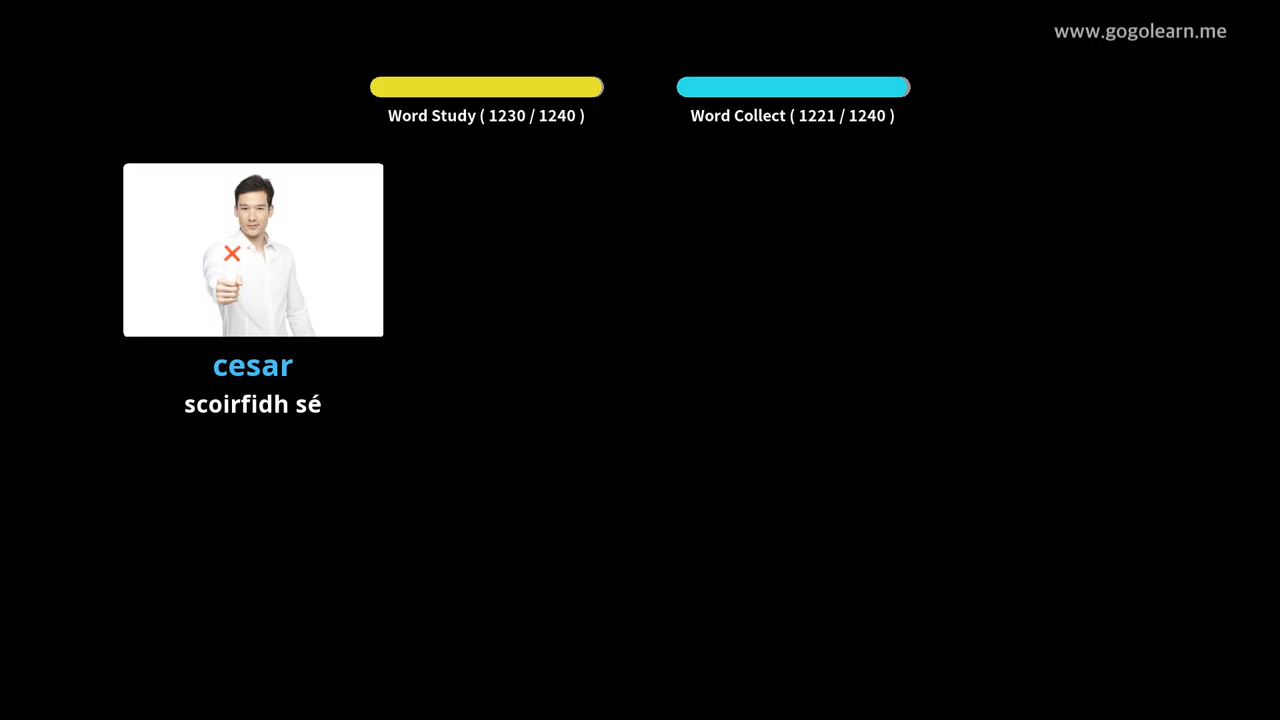 www.gogolearn.me
Word Study ( 1230 / 1240 )
Word Collect ( 1221 / 1240 )
cesar
scoirfidh sé